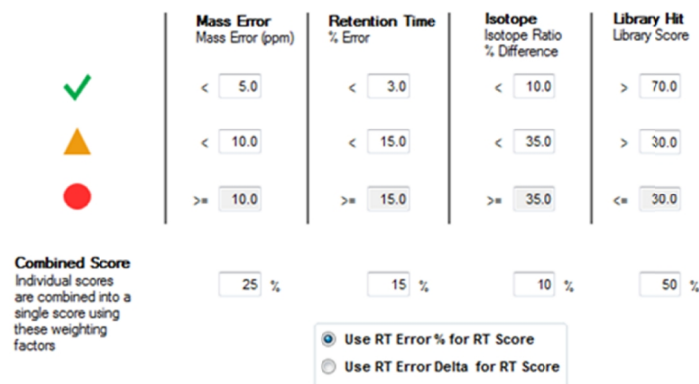 Mass Error Retention Time Isotope Library Hit
Mass Error (ppm) % Error Isotope Ratio Library Score
% Difference
< 5.0 < 3.0 < 10.0 > 70.0
< 10.0 < 15.0 < 35.0 > 30.0
>= 10.0 >= 15.0 >= 35.0 <= 30.0
Combined Score
Individual scores
are combined into a
single score using
these weighting
factors
25 % 15 % 10 % 50 %
Use RT Error % for RT Score
Use RT Error Delta for RT Score